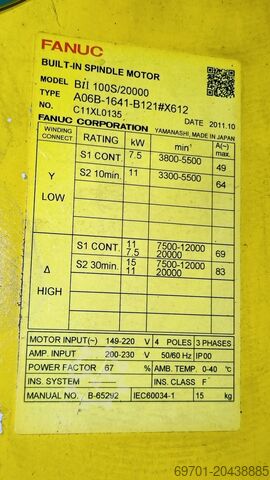 FANUC
BUILT-IN SPINDLE MOTOR
MODEL BiI 100S/20000
TYPE A06B-1641-B121#X612
NO. C11XL0135 DATE 2011.10
FANUC CORPORATION YAMANASHI, MADE IN JAPAN
WINDING CONNECT. RATING kW min⁻¹ A(~) max.
Y LOW S1 CONT. 7.5 3800-5500 49
S2 10min. 11 3300-5500 64
Δ HIGH S1 CONT. 11 7500-12000 69
7.5 20000
S2 30min. 15 7500-12000 83
11 20000
MOTOR INPUT(~) 149-220 V 4 POLES 3 PHASES
AMP. INPUT 200-230 V 50/60 Hz IP00
POWER FACTOR 67 % AMB. TEMP. 0-40 °C
INS. SYSTEM INS. CLASS F
MANUAL NO. B-65292 IEC60034-1 15 kg
69701-20438885